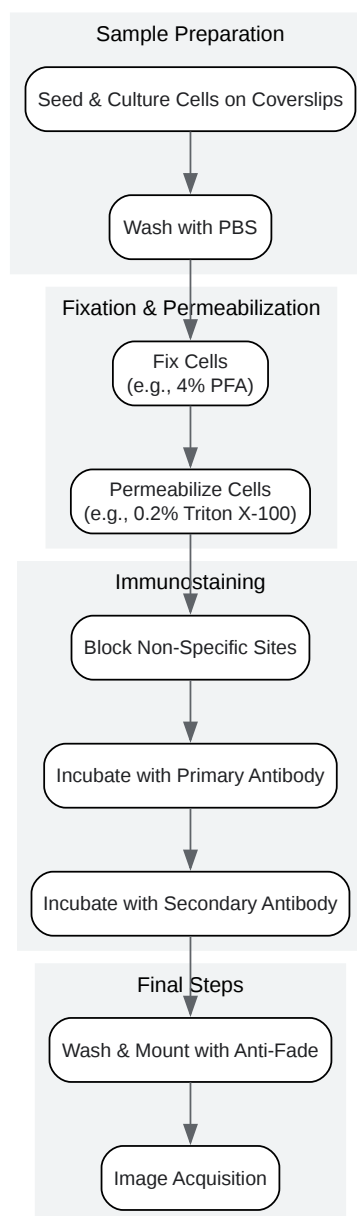 Sample Preparation
Seed & Culture Cells on Coverslips
Wash with PBS
Fixation & Permeabilization
Fix Cells
(e.g., 4% PFA)
Permeabilize Cells
(e.g., 0.2% Triton X-100)
Immunostaining
Block Non-Specific Sites
Incubate with Primary Antibody
Incubate with Secondary Antibody
Final Steps
Wash & Mount with Anti-Fade
Image Acquisition